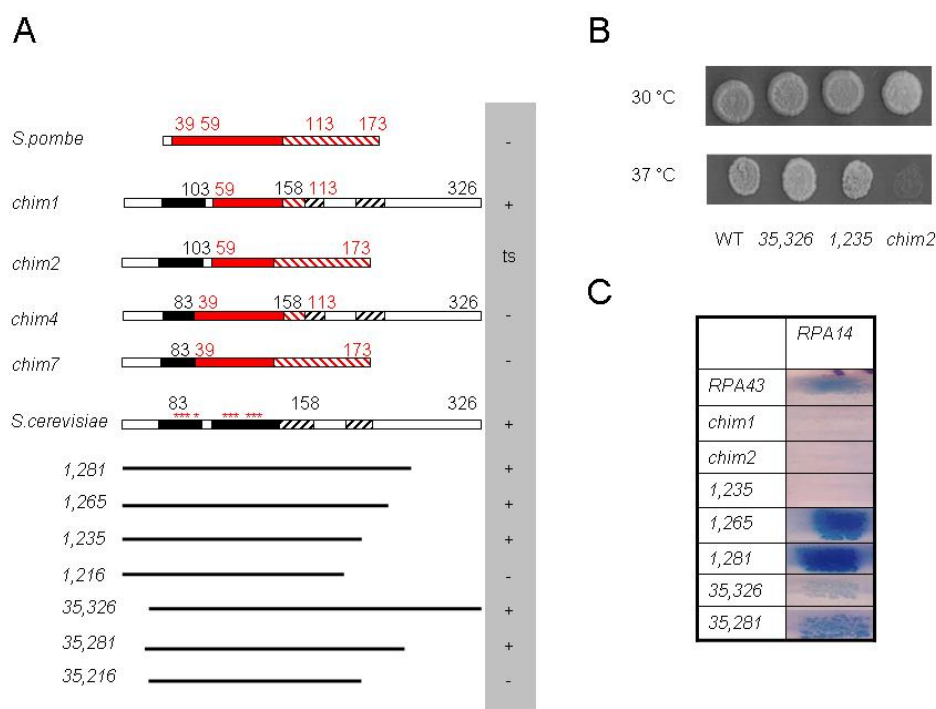 A
S.pombe 39 59 113 173 -
chim1 103 59 158 113 326 +
chim2 103 59 173 ts
chim4 83 39 158 113 326 -
chim7 83 39 173 -
S.cerevisiae 83 158 326 +
*** * *** ***
1,281 +
1,265 +
1,235 +
1,216 -
35,326 +
35,281 +
35,216 -
B
30 °C
37 °C
WT 35,326 1,235 chim2
C
RPA14
RPA43
chim1
chim2
1,235
1,265
1,281
35,326
35,281